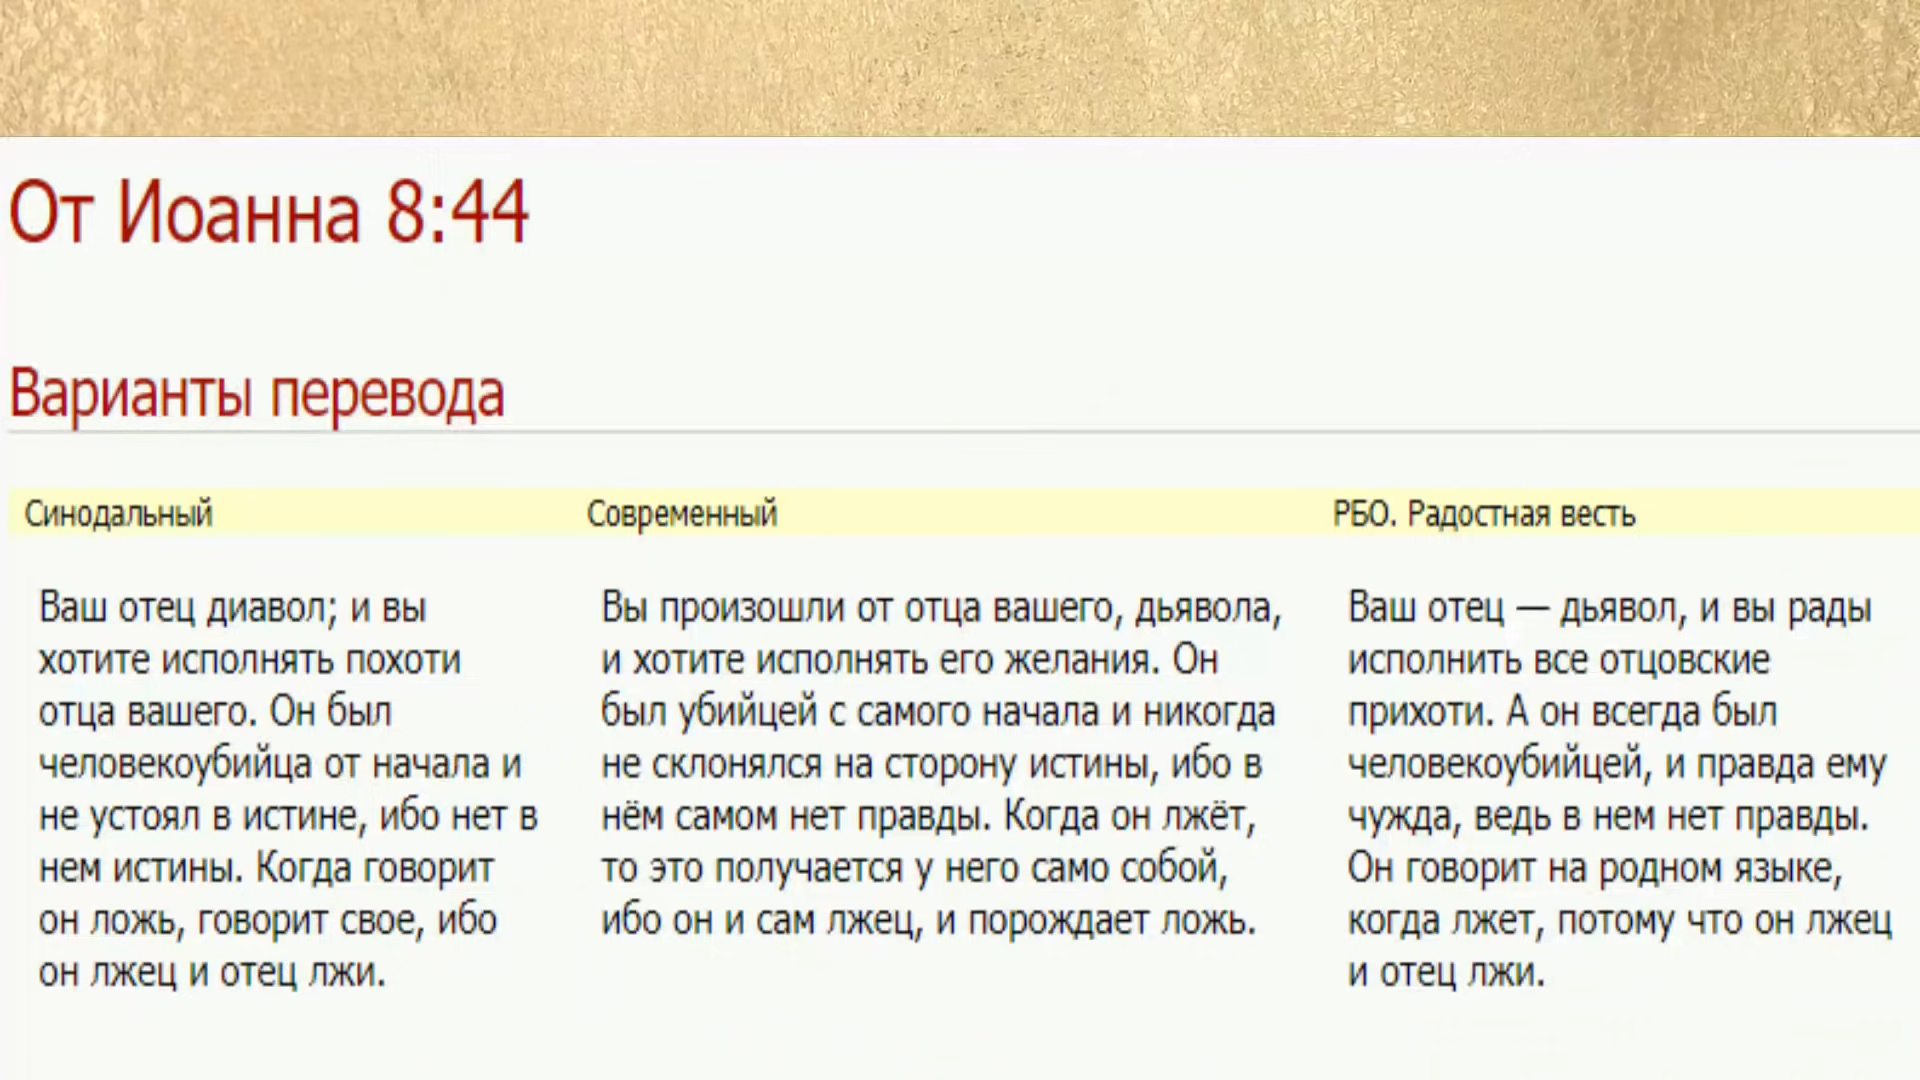 От Иоанна 8:44
Варианты перевода
Синодальный
Ваш отец диавол; и вы
хотите исполнять похоти
отца вашего. Он был
человекоубийца от начала и
не устоял в истине, ибо нет в
нем истины. Когда говорит
он ложь, говорит свое, ибо
он лжец и отец лжи.
Современный
Вы произошли от отца вашего, дьявола,
и хотите исполнять его желания. Он
был убийцей с самого начала и никогда
не склонялся на сторону истины, ибо в
нём самом нет правды. Когда он лжёт,
то это получается у него само собой,
ибо он и сам лжец, и порождает ложь.
РБО. Радостная весть
Ваш отец — дьявол, и вы рады
исполнить все отцовские
прихоти. А он всегда был
человекоубийцей, и правда ему
чужда, ведь в нем нет правды.
Он говорит на родном языке,
когда лжет, потому что он лжец
и отец лжи.